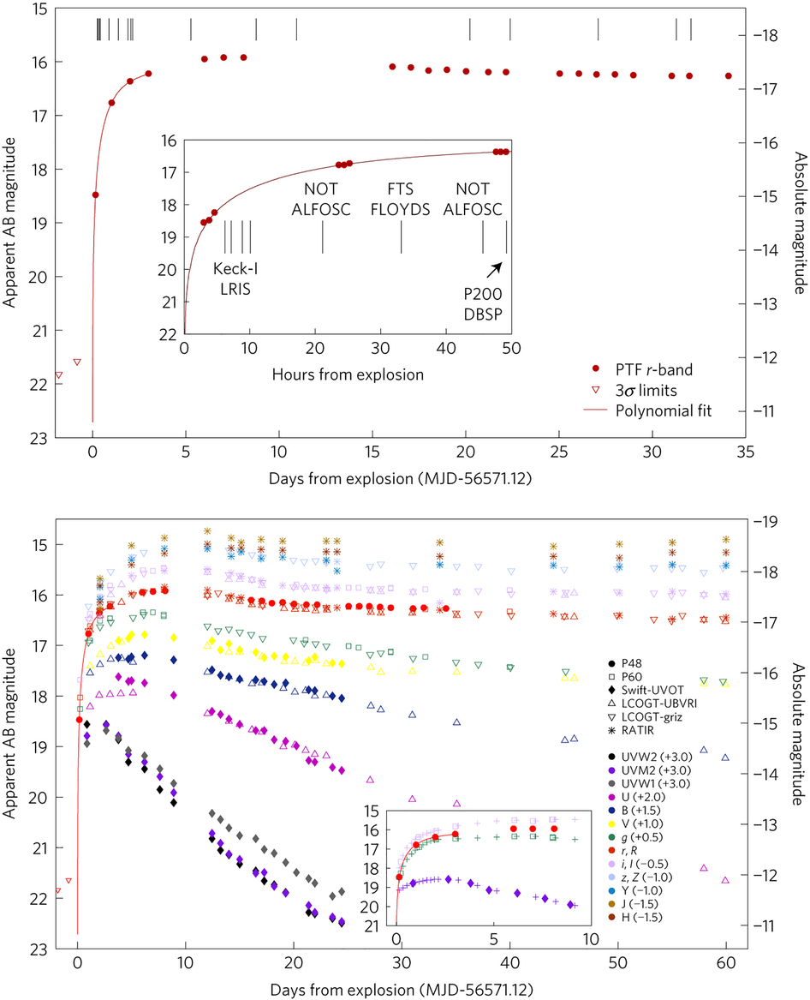 15
16
17
18
19
20
21
22
23
Apparent AB magnitude
−18
−17
−16
−15
−14
−13
−12
−11
Absolute magnitude
16
17
18
19
20
21
22
NOT
ALFOSC
FTS
FLOYDS
NOT
ALFOSC
Keck-I
LRIS
P200
DBSP
0 10 20 30 40 50
Hours from explosion
PTF r-band
3σ limits
Polynomial fit
0 5 10 15 20 25 30 35
Days from explosion (MJD-56571.12)
15
16
17
18
19
20
21
22
23
Apparent AB magnitude
−19
−18
−17
−16
−15
−14
−13
−12
−11
Absolute magnitude
P48
P60
Swift-UVOT
LCOGT-UBVRI
LCOGT-griz
RATIR
UVW2 (+3.0)
UVM2 (+3.0)
UVW1 (+3.0)
U (+2.0)
B (+1.5)
V (+1.0)
g (+0.5)
r, R
i, I (−0.5)
z, Z (−1.0)
Y (−1.0)
J (−1.5)
H (−1.5)
15
16
17
18
19
20
21
0 5 10
0 10 20 30 40 50 60
Days from explosion (MJD-56571.12)